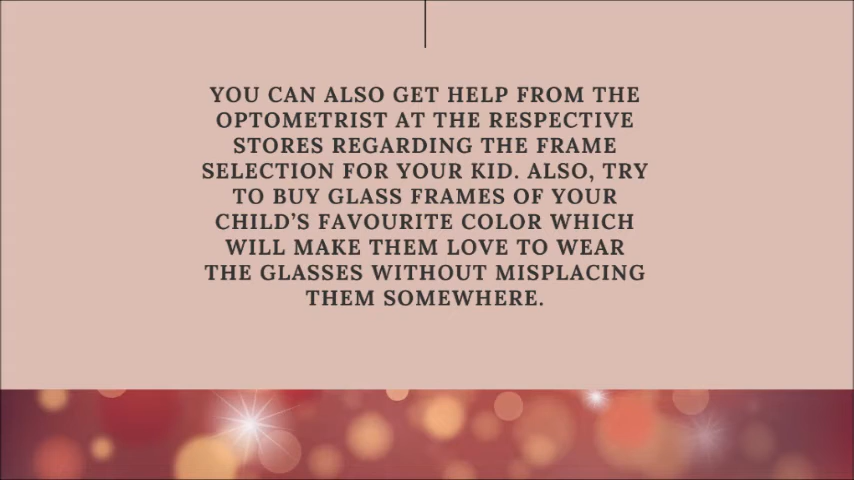 YOU CAN ALSO GET HELP FROM THE
OPTOMETRIST AT THE RESPECTIVE
STORES REGARDING THE FRAME
SELECTION FOR YOUR KID. ALSO, TRY
TO BUY GLASS FRAMES OF YOUR
CHILD'S FAVOURITE COLOR WHICH
WILL MAKE THEM LOVE TO WEAR
THE GLASSES WITHOUT MISPLACING
THEM SOMEWHERE.